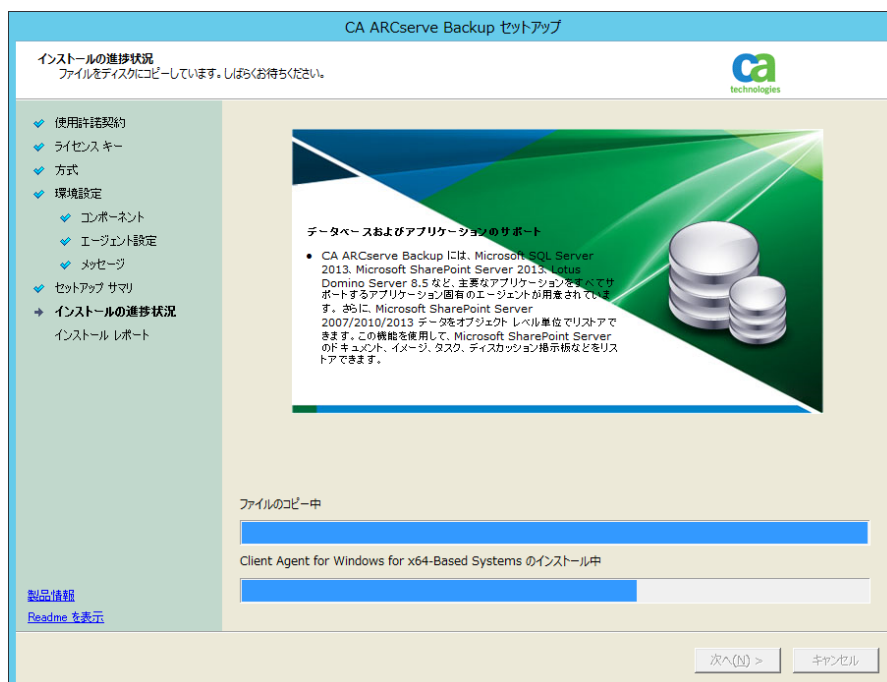 CA ARCserve Backup セットアップ
インストールの進捗状況
ファイルをディスクにコピーしています。しばらくお待ちください。
ca
technologies
使用許諾契約
ライセンス キー
方式
環境設定
コンポーネント
エージェント設定
メッセージ
セットアップ サマリ
インストールの進捗状況
インストール レポート
データベースおよびアプリケーションのサポート
• CA ARCserve Backup には、Microsoft SQL Server
2013、Microsoft SharePoint Server 2013、Lotus
Domino Server 8.5 など、主要なアプリケーションをすべてサ
ポートするアプリケーション固有のエージェントが用意されていま
す。さらに、Microsoft SharePoint Server
2007/2010/2013 データをオブジェクト レベル単位でリストアで
きます。この機能を使用して、Microsoft SharePoint Server
のドキュメント、イメージ、タスク、ディスカッション掲示板などをリス
トアできます。
ファイルのコピー中
Client Agent for Windows for x64-Based Systems のインストール中
製品情報
Readme を表示
次へ(N) >
キャンセル